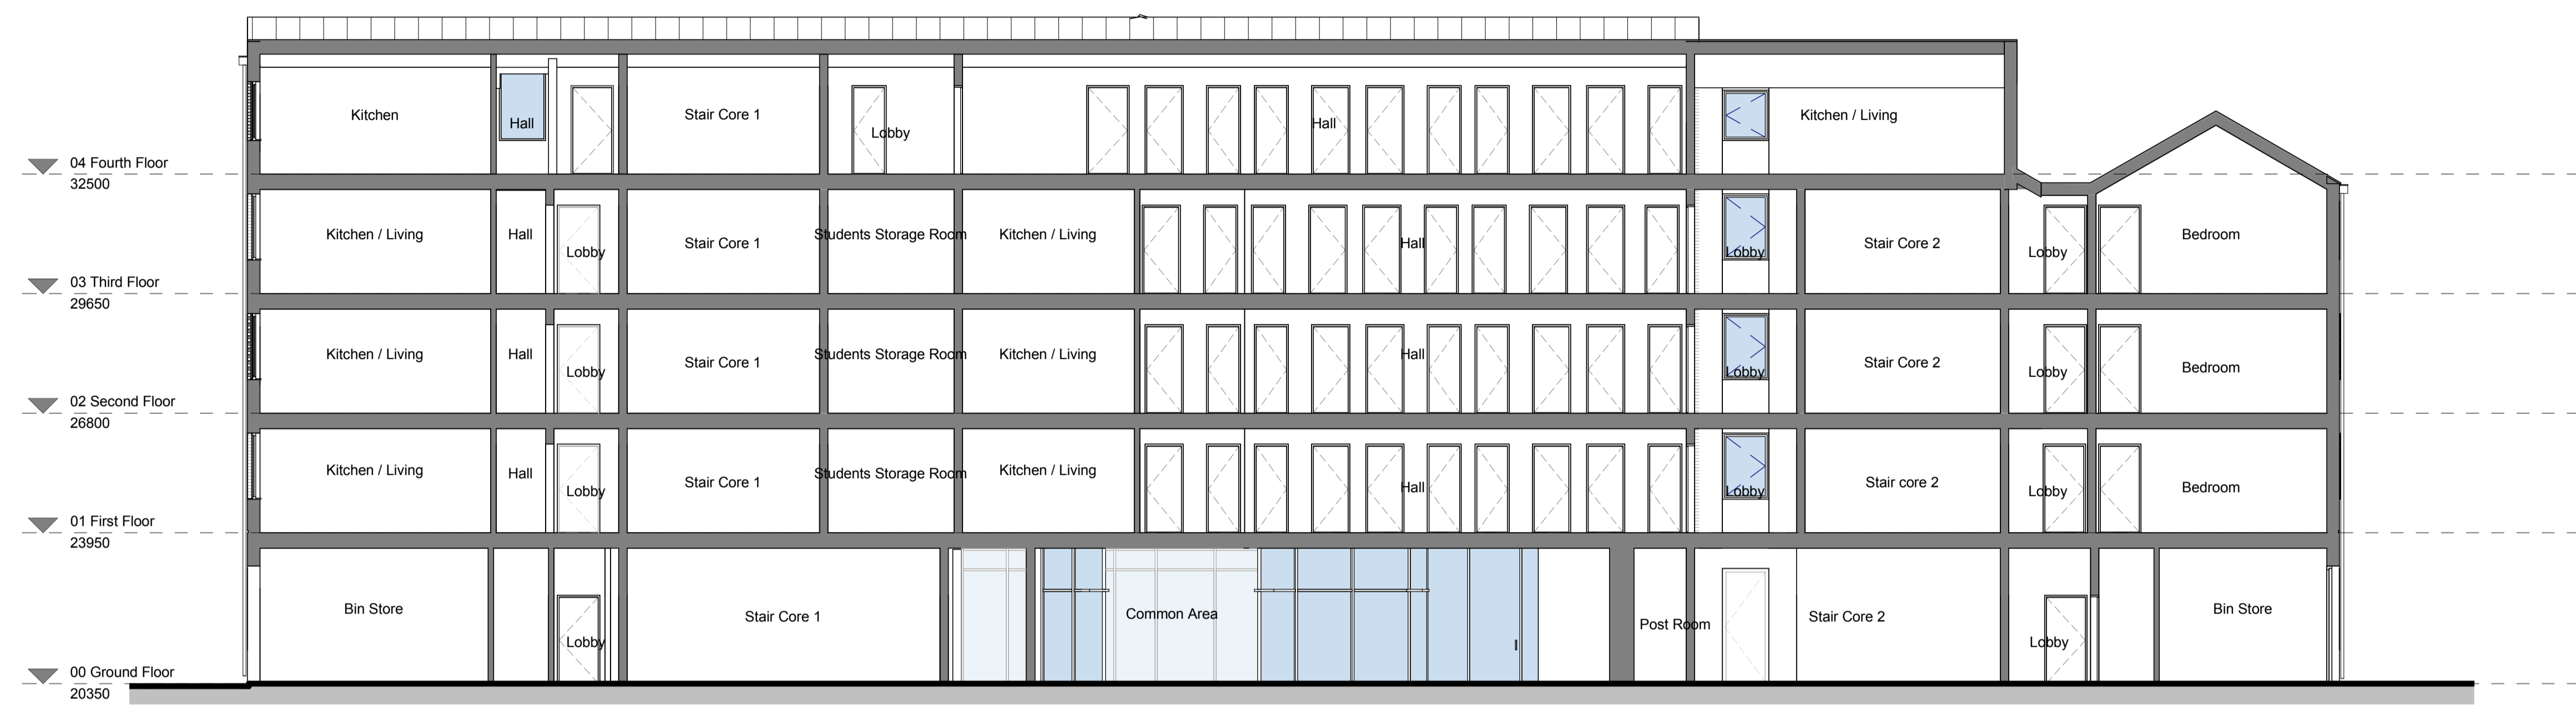 04 Fourth Floor
32500
Kitchen
Hall
Stair Core 1
Lobby
Hall
Kitchen / Living
03 Third Floor
29650
Kitchen / Living
Hall
Lobby
Stair Core 1
Students Storage Room
Kitchen / Living
Hall
Lobby
Stair Core 2
Lobby
Bedroom
02 Second Floor
26800
Kitchen / Living
Hall
Lobby
Stair Core 1
Students Storage Room
Kitchen / Living
Hall
Lobby
Stair Core 2
Lobby
Bedroom
01 First Floor
23950
Kitchen / Living
Hall
Lobby
Stair Core 1
Students Storage Room
Kitchen / Living
Hall
Lobby
Stair core 2
Lobby
Bedroom
00 Ground Floor
20350
Bin Store
Lobby
Stair Core 1
Common Area
Post Room
Stair Core 2
Lobby
Bin Store